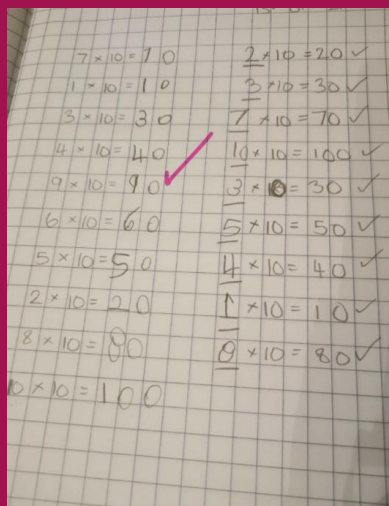 7 × 10 = 70
1 × 10 = 10
3 × 10 = 30
4 × 10 = 40
9 × 10 = 90
6 × 10 = 60
5 × 10 = 50
2 × 10 = 20
8 × 10 = 80
10 × 10 = 100
2 × 10 = 20 ✓
3 × 10 = 30 ✓
7 × 10 = 70 ✓
10 × 10 = 100 ✓
3 × 10 = 30 ✓
5 × 10 = 50 ✓
4 × 10 = 40 ✓
1 × 10 = 10 ✓
8 × 10 = 80 ✓